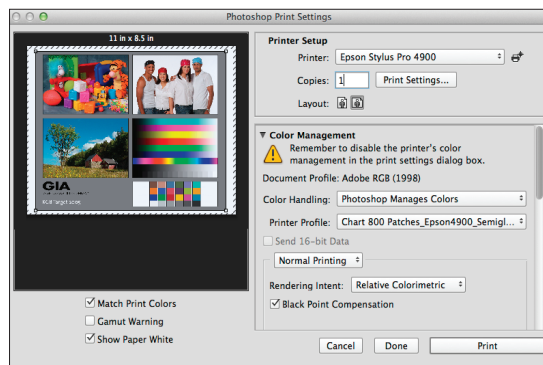 Photoshop Print Settings
11 in x 8.5 in
GIA
RGB Target 2005
Match Print Colors
Gamut Warning
Show Paper White
Printer Setup
Printer: Epson Stylus Pro 4900
Copies: 1 Print Settings...
Layout:
Color Management
Remember to disable the printer's color
management in the print settings dialog box.
Document Profile: Adobe RGB (1998)
Color Handling: Photoshop Manages Colors
Printer Profile: Chart 800 Patches_Epson4900_Semigl...
Send 16-bit Data
Normal Printing
Rendering Intent: Relative Colorimetric
Black Point Compensation
Cancel Done Print